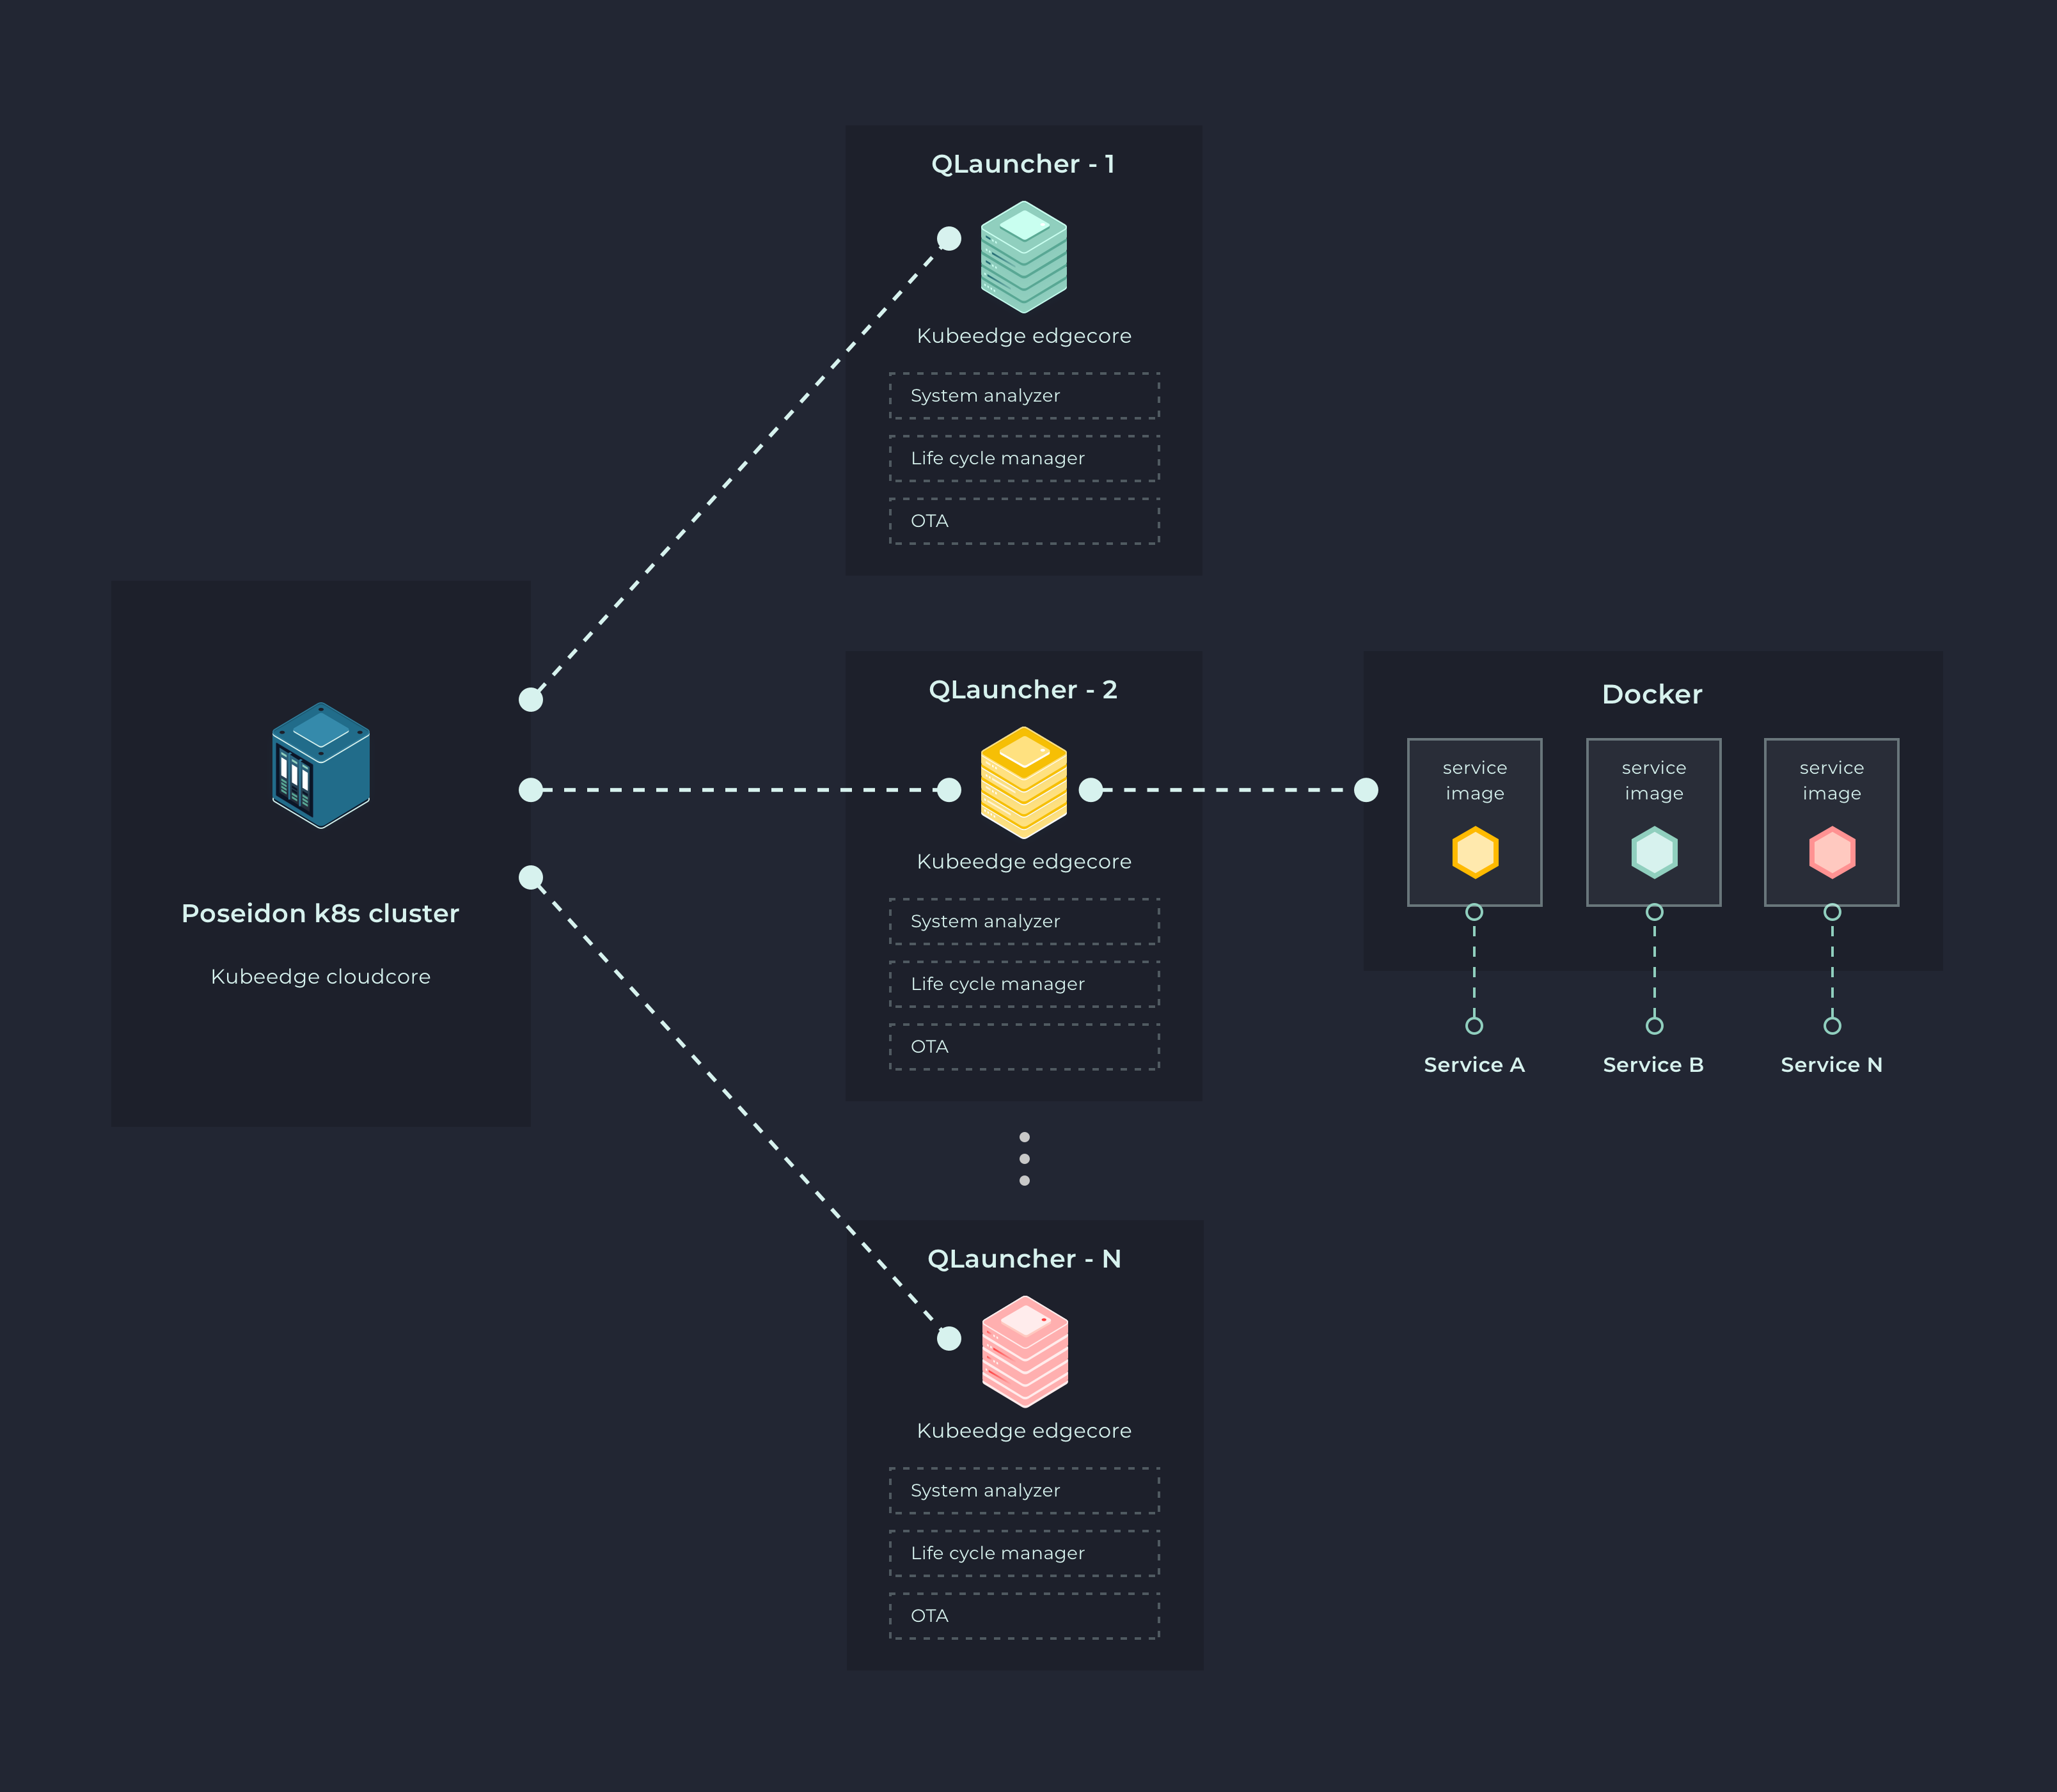 QLauncher - 1
Kubeedge edgecore
System analyzer
Life cycle manager
OTA
Poseidon k8s cluster
Kubeedge cloudcore
QLauncher - 2
Kubeedge edgecore
System analyzer
Life cycle manager
OTA
Docker
service
image
service
image
service
image
Service A
Service B
Service N
QLauncher - N
Kubeedge edgecore
System analyzer
Life cycle manager
OTA